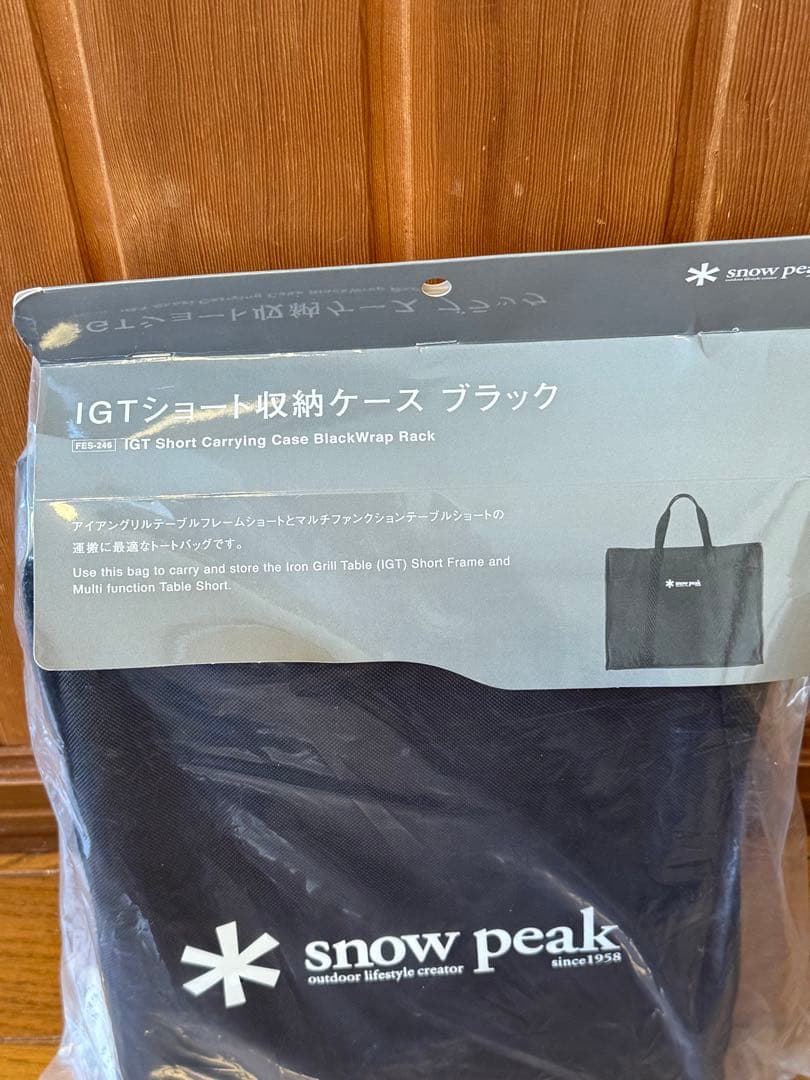 snow pea
outdoor lifestyle creator
IGTショート収納ケース ブラック
FES-246 IGT Short Carrying Case BlackWrap Rack
アイアングリルテーブルフレームショートとマルチファンクションテーブルショートの
運搬に最適なトートバッグです。
Use this bag to carry and store the Iron Grill Table (IGT) Short Frame and
Multi function Table Short.
snow peak
snow peak
outdoor lifestyle creator
since1958